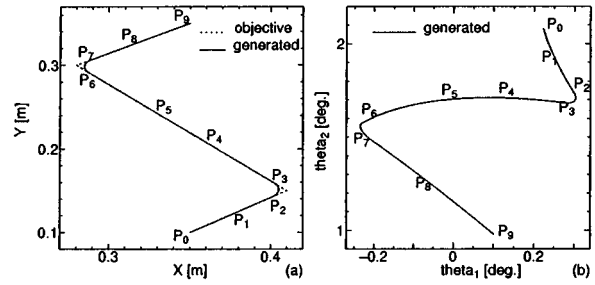 P9
objective
generated
P8
P7
0.3
P6
P5
Y [m]
P4
0.2
P3
P2
P1
P0
0.1
0.3
0.4
X [m]
(a)
generated
P0
2
P1
P2
P5
P4
P3
P6
P7
theta2 [deg.]
P8
P9
1
−0.2
0
0.2
theta1 [deg.]
(b)